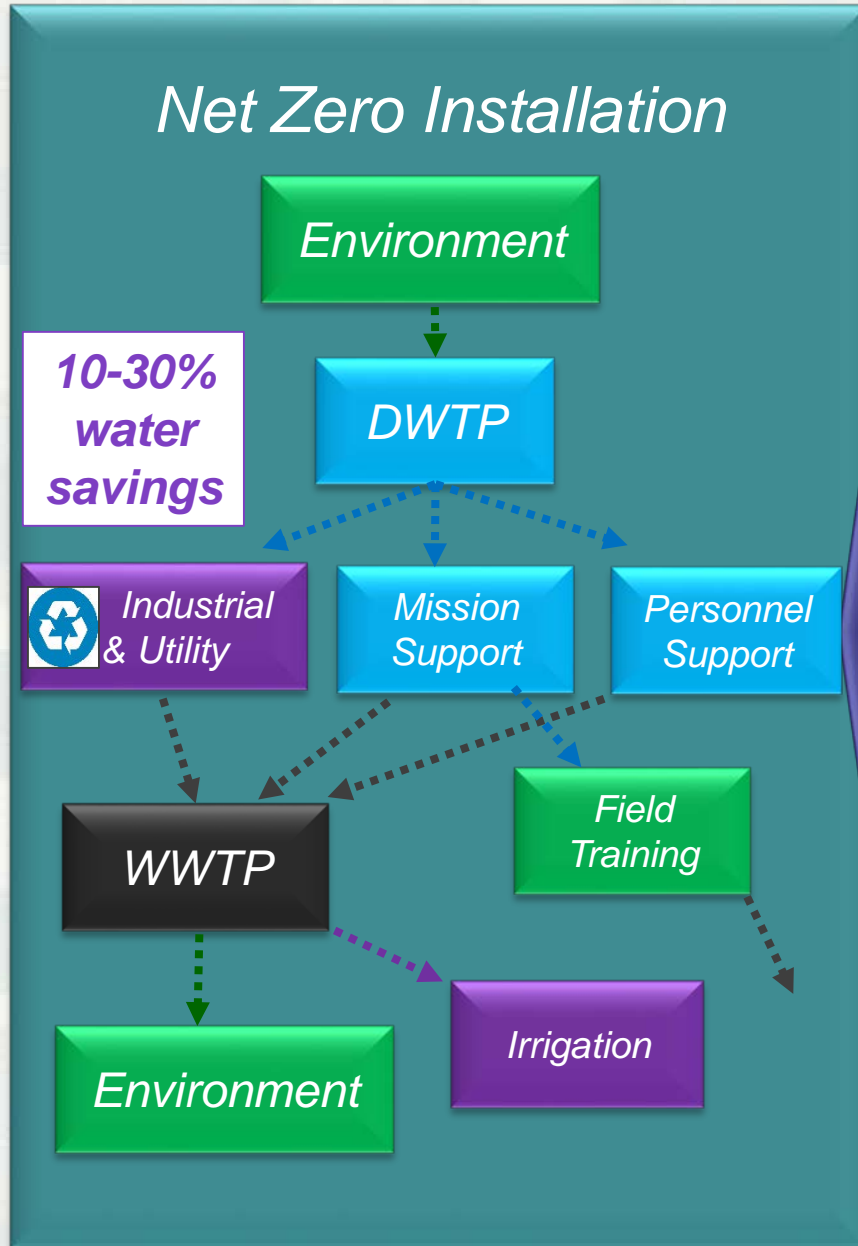 Net Zero Installation
Environment
10-30%
water
savings
DWTP
Industrial
& Utility
Mission
Support
Personnel
Support
Field
Training
WWTP
Irrigation
Environment